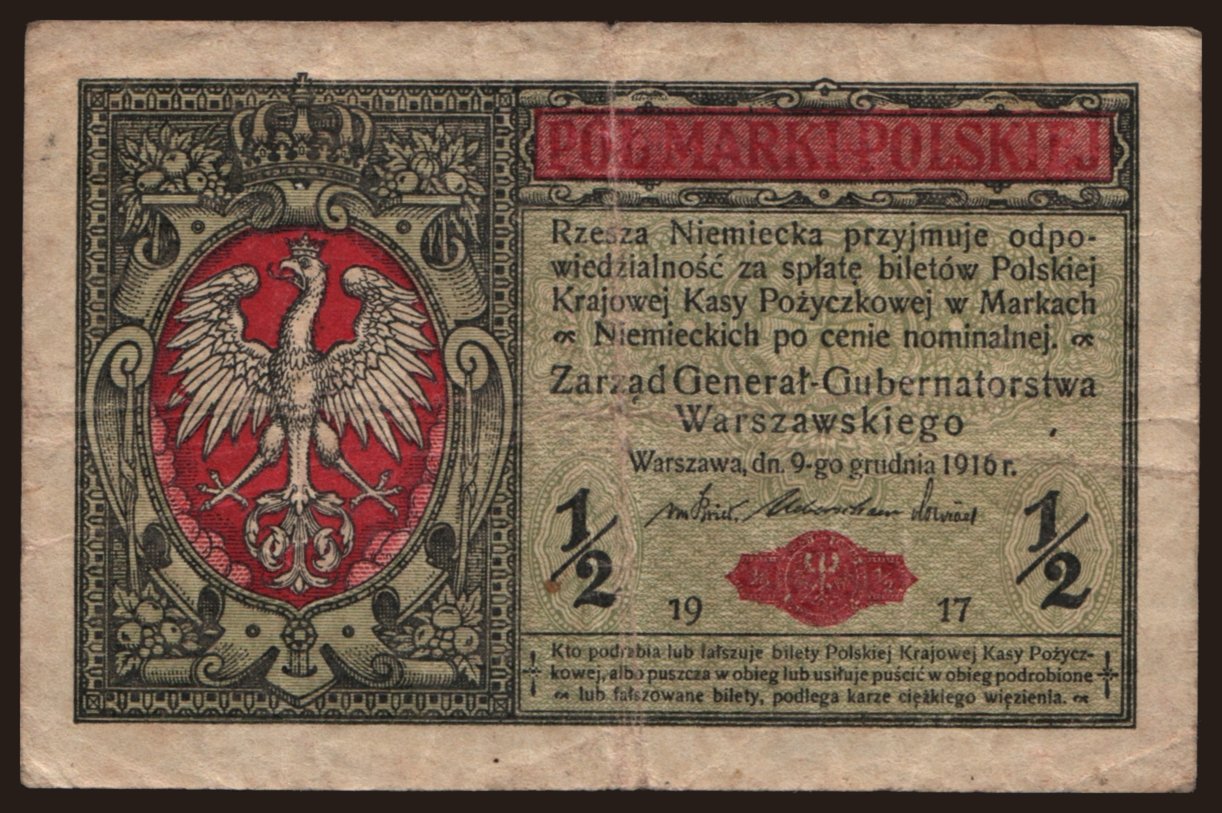 PÓŁ MARKI POLSKIEJ
Rzesza Niemiecka przyjmuje odpo-
wiedzialność za spłatę biletów Polskiej
Krajowej Kasy Pożyczkowej w Markach
Niemieckich po cenie nominalnej.
Zarząd Generał-Gubernatorstwa
Warszawskiego
Warszawa, dn. 9-go grudnia 1916 r.
1/2 1/2
19 17
Kto podrabia lub fałszuje bilety Polskiej Krajowej Kasy Pożycz-
kowej, albo puszcza w obieg lub usiłuje puścić w obieg podrobione
lub fałszowane bilety, podlega karze ciężkiego więzienia.